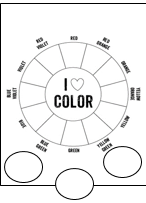 RED
RED
ORANGE
ORANGE
YELLOW
ORANGE
YELLOW
YELLOW
GREEN
GREEN
BLUE
GREEN
BLUE
BLUE
VIOLET
VIOLET
RED
VIOLET
I
COLOR